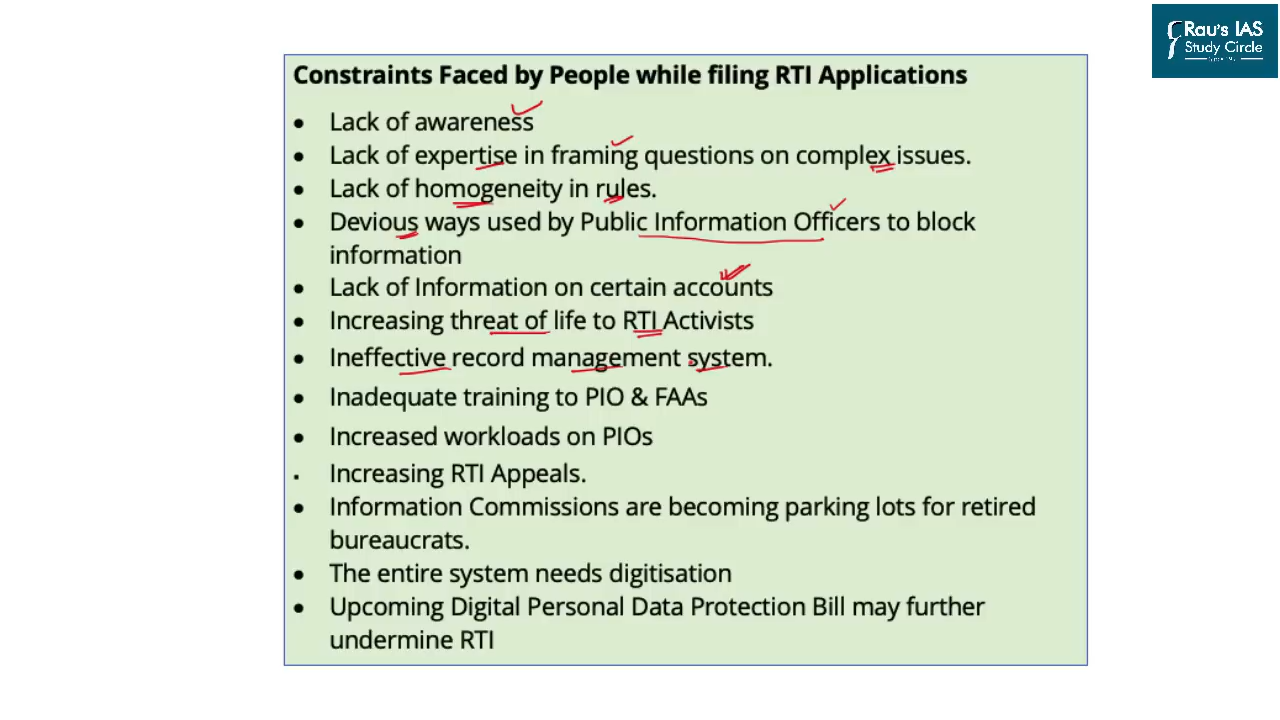 Rau's IAS
Study Circle
Constraints Faced by People while filing RTI Applications
• Lack of awareness
• Lack of expertise in framing questions on complex issues.
• Lack of homogeneity in rules.
• Devious ways used by Public Information Officers to block
information
• Lack of Information on certain accounts
• Increasing threat of life to RTI Activists
• Ineffective record management system.
• Inadequate training to PIO & FAAs
• Increased workloads on PIOs
• Increasing RTI Appeals.
• Information Commissions are becoming parking lots for retired
bureaucrats.
• The entire system needs digitisation
• Upcoming Digital Personal Data Protection Bill may further
undermine RTI